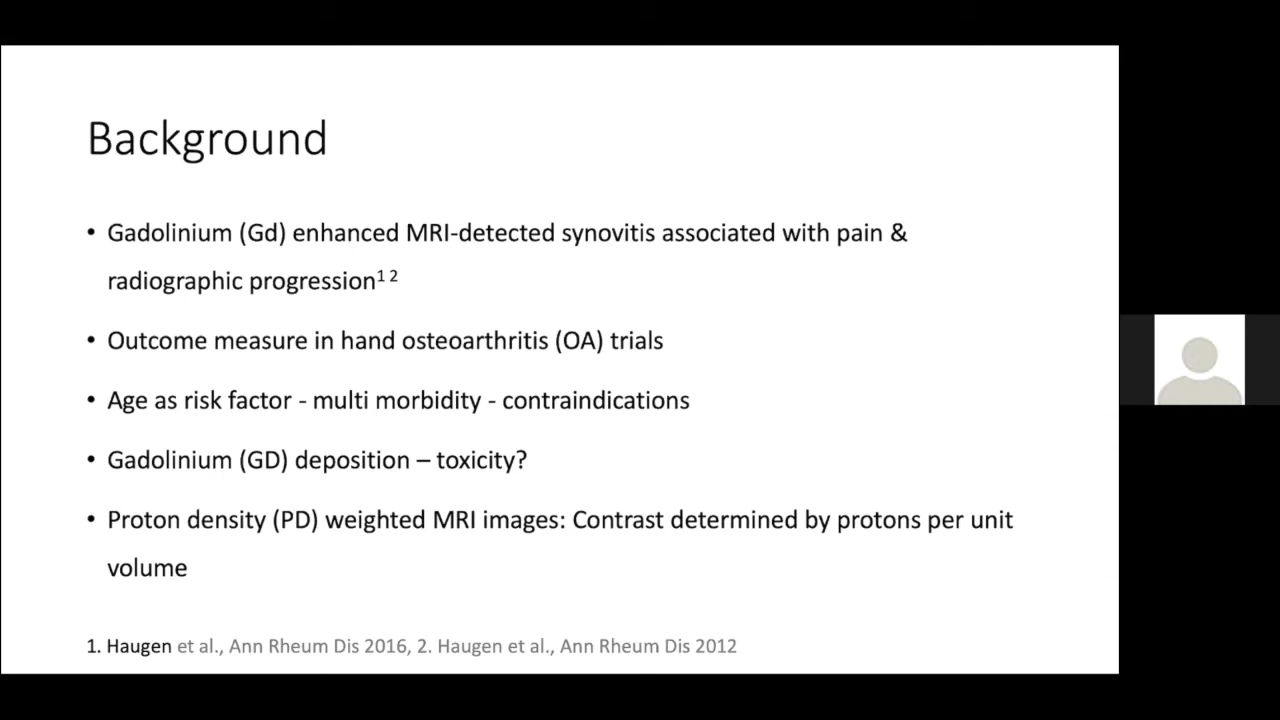 Background
• Gadolinium (Gd) enhanced MRI-detected synovitis associated with pain &
radiographic progression¹ ²
• Outcome measure in hand osteoarthritis (OA) trials
• Age as risk factor - multi morbidity - contraindications
• Gadolinium (GD) deposition – toxicity?
• Proton density (PD) weighted MRI images: Contrast determined by protons per unit
volume
1. Haugen et al., Ann Rheum Dis 2016, 2. Haugen et al., Ann Rheum Dis 2012